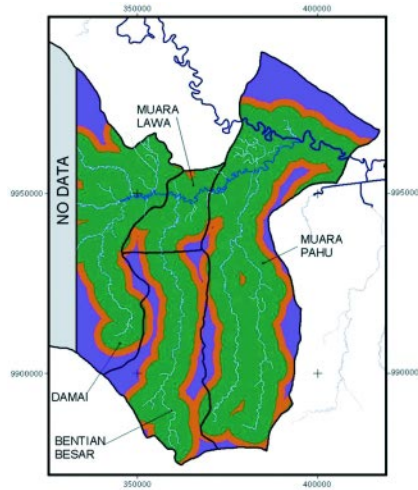 350000 400000
MUARA
LAWA
9950000 9950000
NO DATA
MUARA
PAHU
9900000 9900000
DAMAI
BENTIAN
BESAR
350000 400000